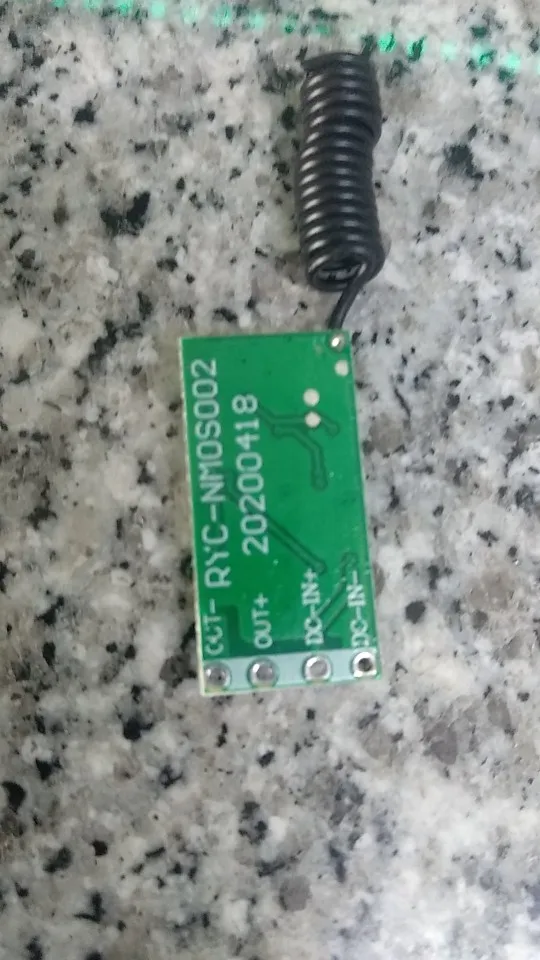 RYC-NMOS002
20200418
OUT-
OUT+
DC-IN+
DC-IN-